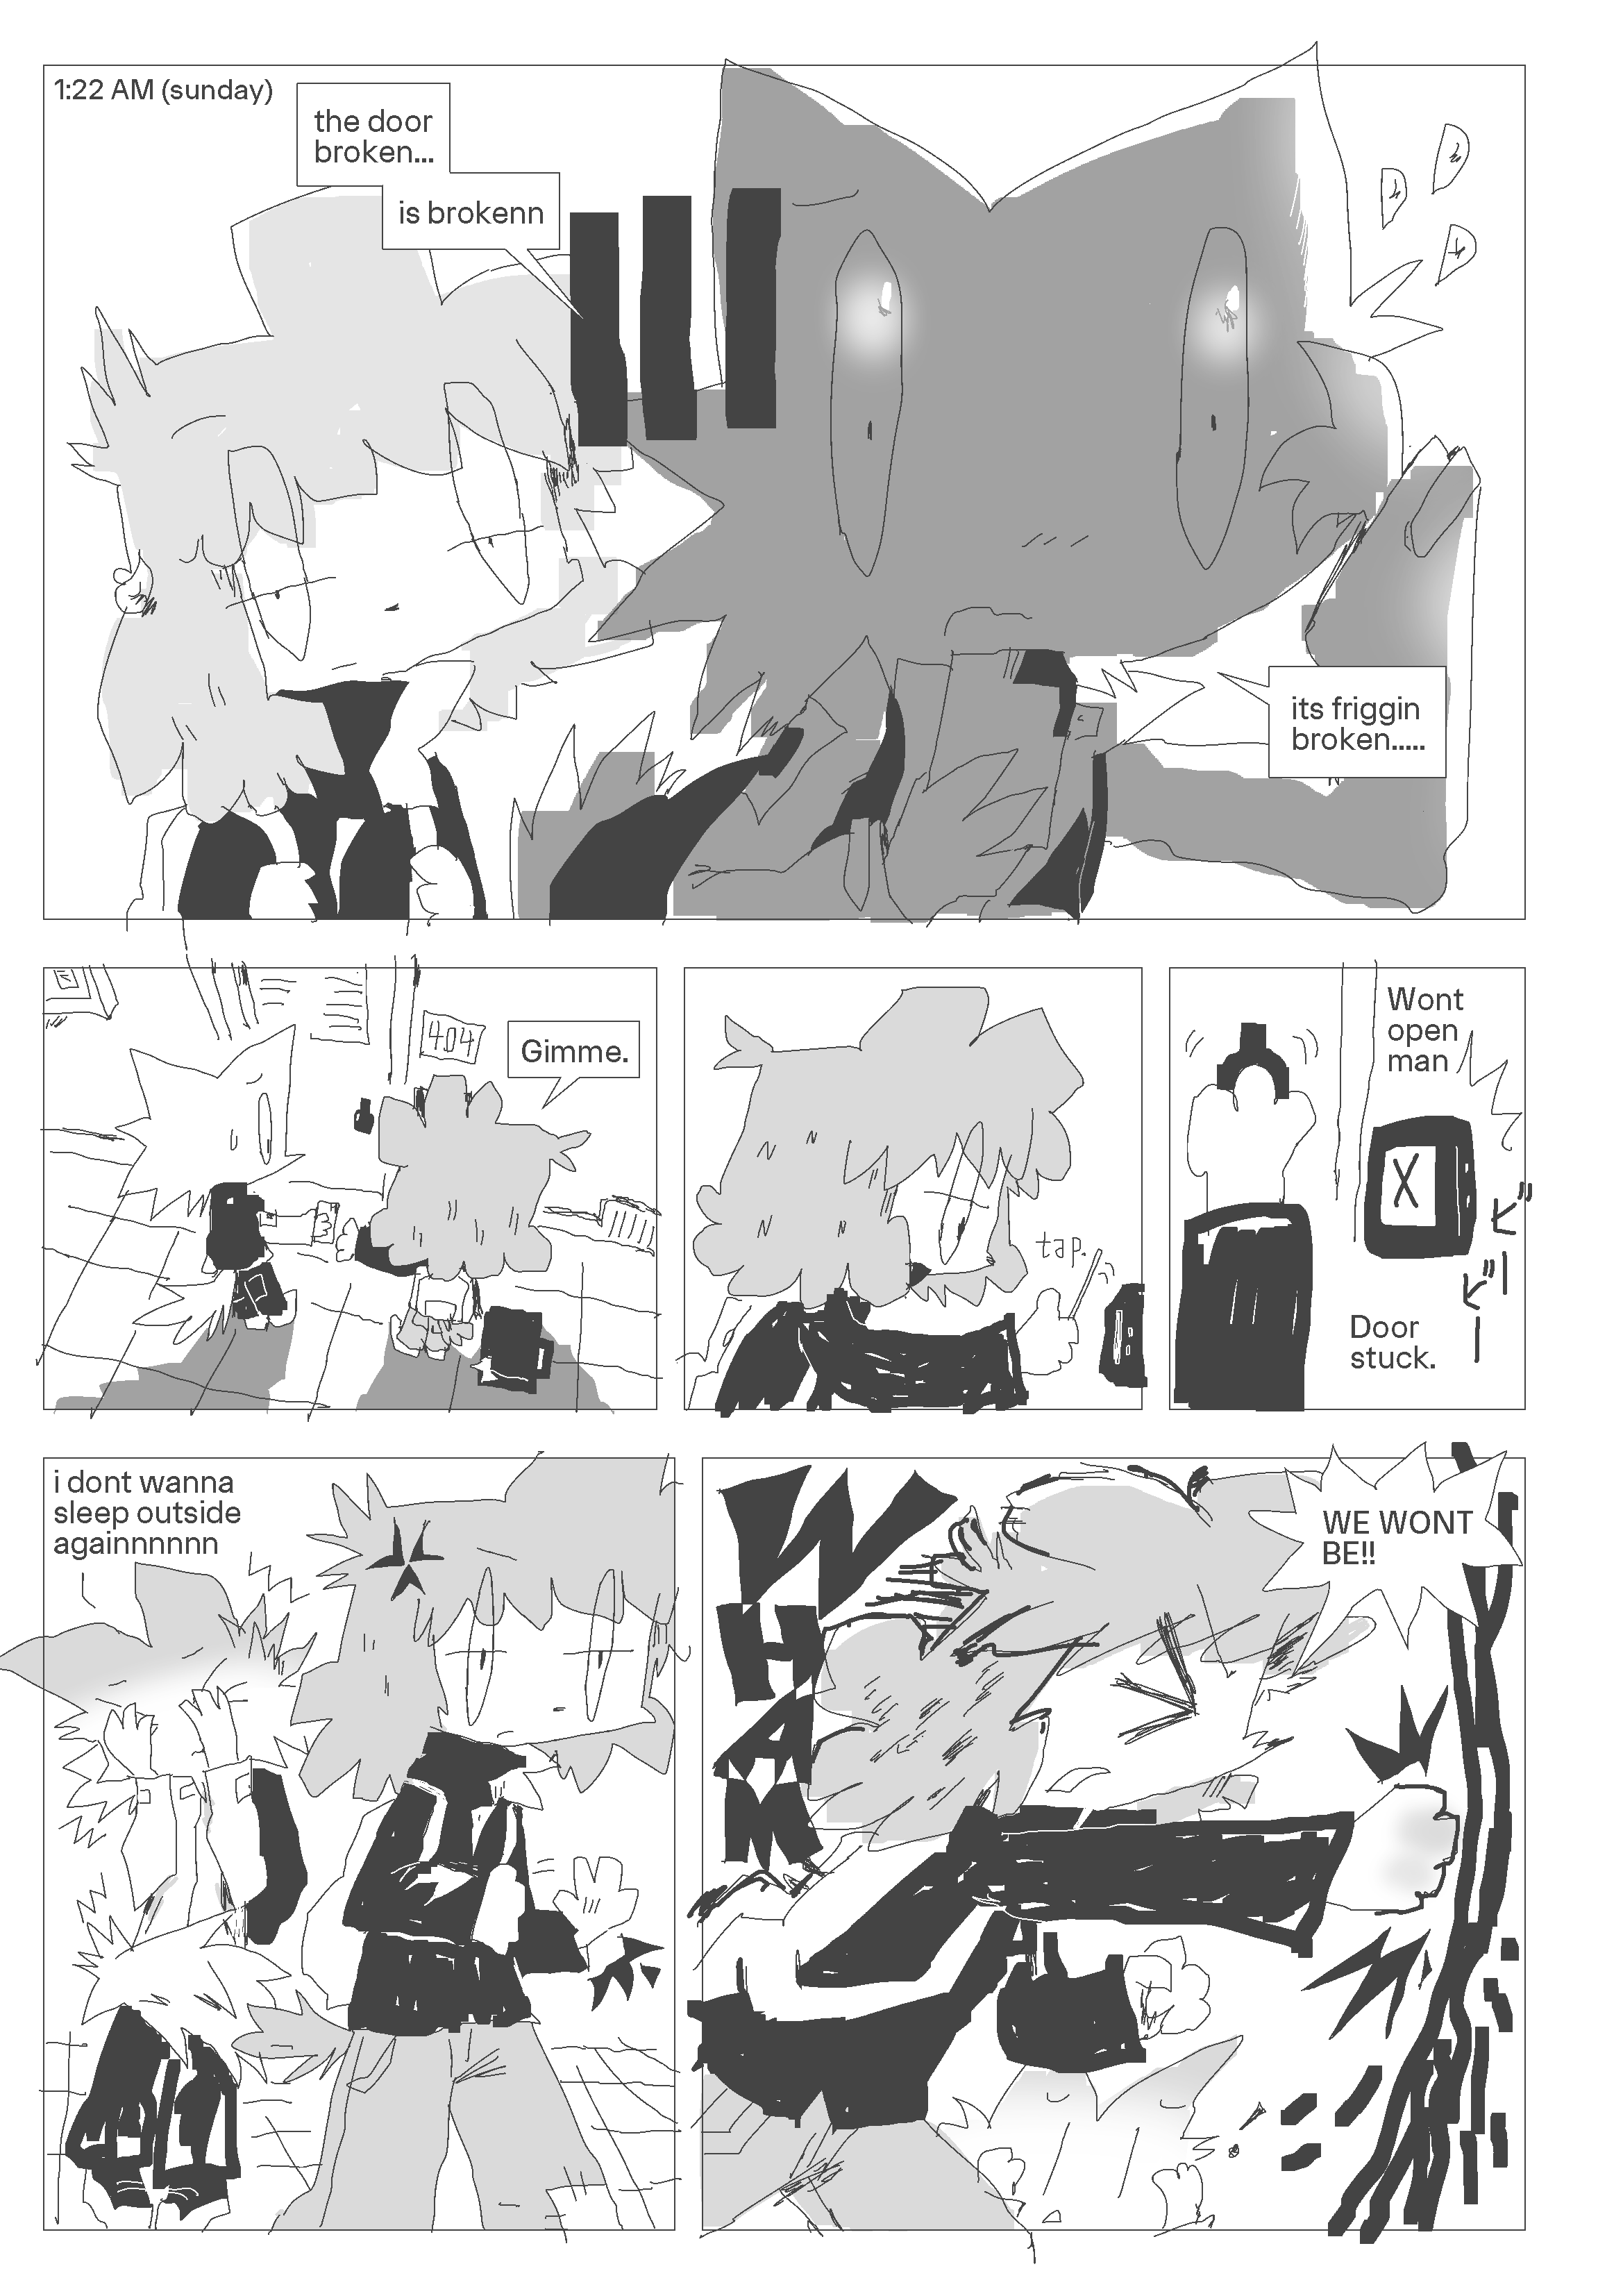 1:22 AM (sunday)
the door
broken...
is brokenn
its friggin
broken.....
404
Gimme.
tap.
Wont
open
man
X
ビビー
Door
stuck.
i dont wanna
sleep outside
againnnnnn
WHAM
WE WONT
BE!!